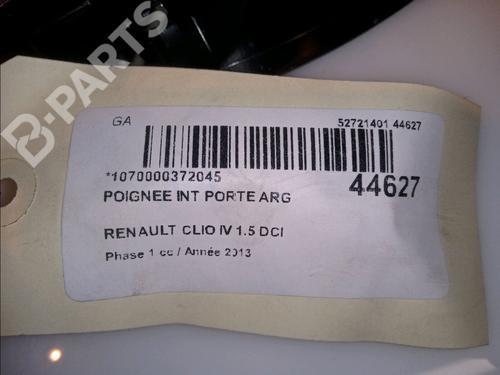 B-PARTS
GA 52721401 44627
*1070000372045
44627
POIGNEE INT PORTE ARG
RENAULT CLIO IV 1.5 DCI
Phase 1 cc / Année 2013